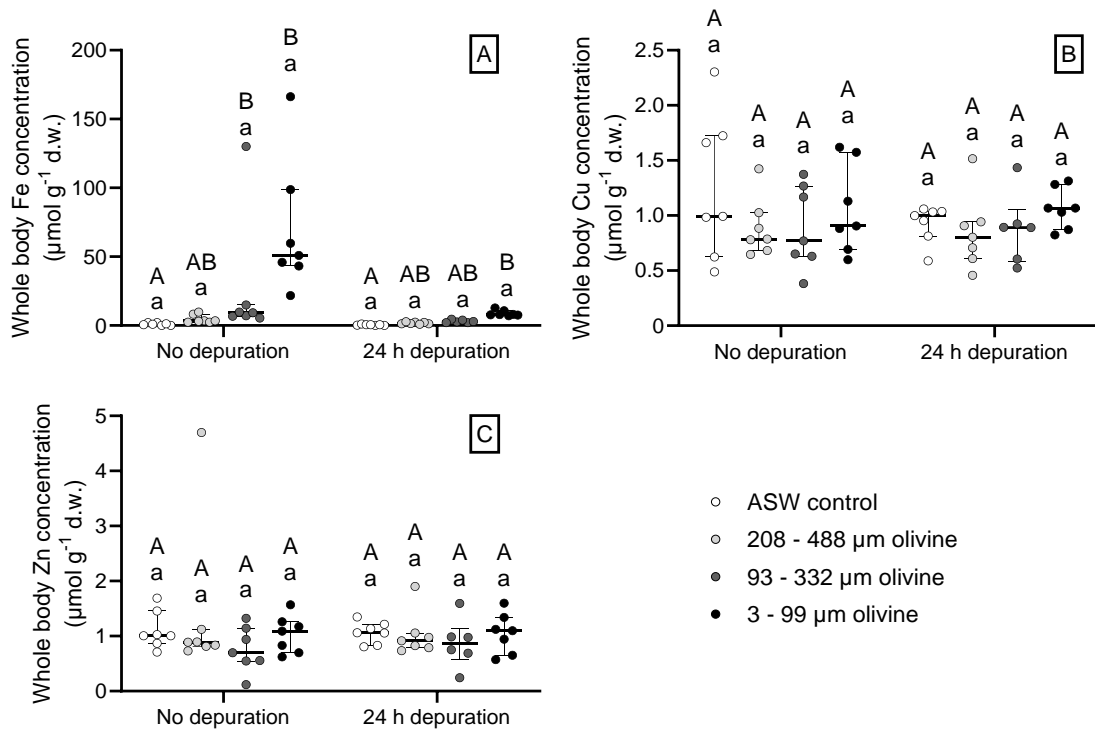 A
Whole body Fe concentration
(µmol g⁻¹ d.w.)
200
150
100
50
0
A
a
AB
a
B
a
B
a
A
a
AB
a
AB
a
B
a
No depuration
24 h depuration
B
Whole body Cu concentration
(µmol g⁻¹ d.w.)
2.5
2.0
1.5
1.0
0.5
0
A
a
A
a
A
a
A
a
A
a
A
a
A
a
A
a
No depuration
24 h depuration
C
Whole body Zn concentration
(µmol g⁻¹ d.w.)
5
4
3
2
1
0
A
a
A
a
A
a
A
a
A
a
A
a
A
a
A
a
No depuration
24 h depuration
ASW control
208 - 488 µm olivine
93 - 332 µm olivine
3 - 99 µm olivine